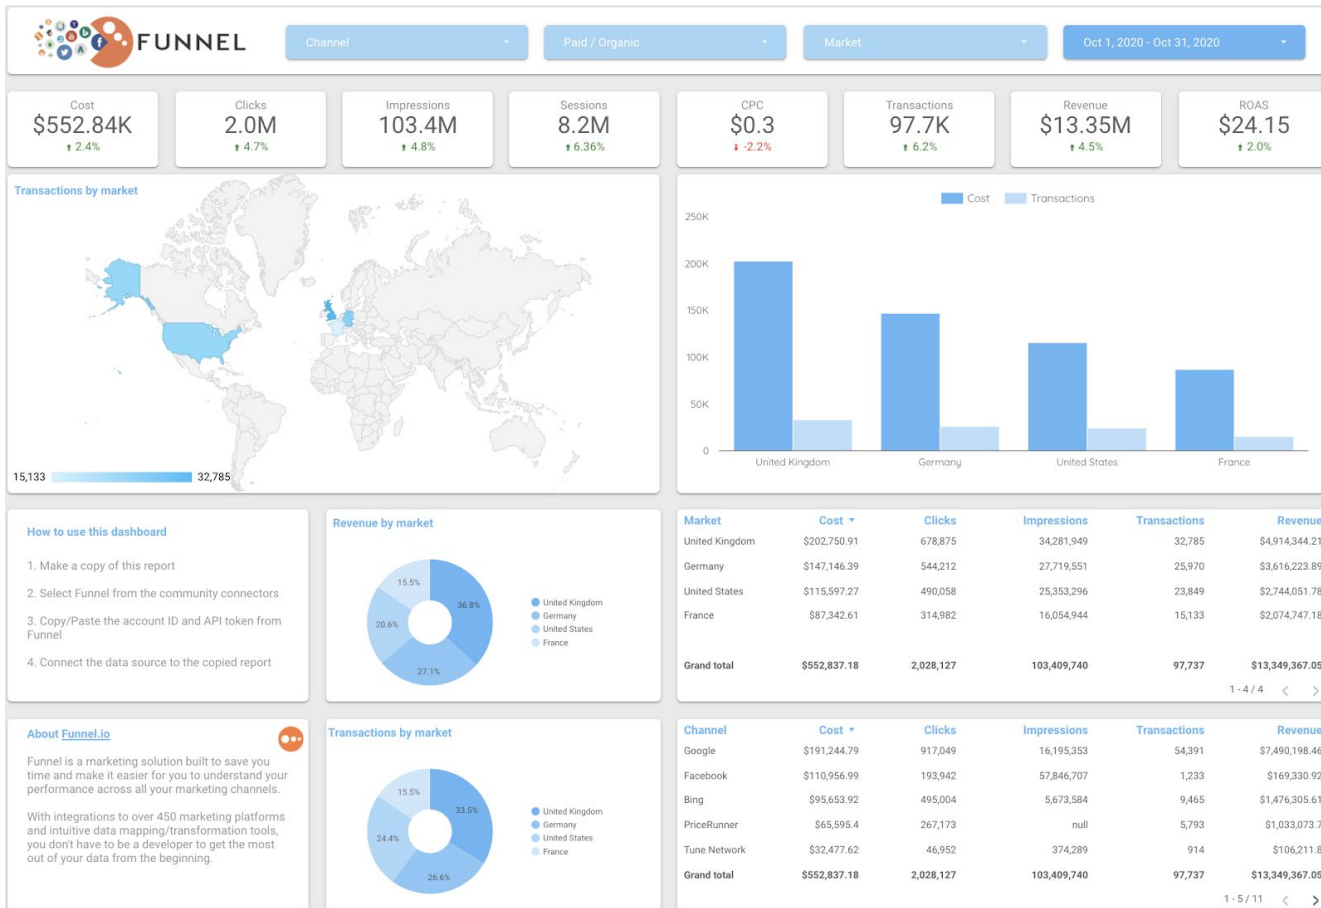 FUNNEL
Channel
Paid / Organic
Market
Oct 1, 2020 - Oct 31, 2020
Cost
$552.84K
2.4%
Clicks
2.0M
4.7%
Impressions
103.4M
4.8%
Sessions
8.2M
6.36%
CPC
$0.3
-2.2%
Transactions
97.7K
6.2%
Revenue
$13.35M
4.5%
ROAS
$24.15
2.0%
Transactions by market
15,133 32,785
Cost Transactions
250K
200K
150K
100K
50K
0
United Kingdom Germany United States France
How to use this dashboard
1. Make a copy of this report
2. Select Funnel from the community connectors
3. Copy/Paste the account ID and API token from
Funnel
4. Connect the data source to the copied report
Revenue by market
15.5%
36.8%
20.6%
27.1%
United Kingdom
Germany
United States
France
Market Cost Clicks Impressions Transactions Revenue
United Kingdom $202,750.91 678,875 34,281,949 32,785 $4,914,344.21
Germany $147,146.39 544,212 27,719,551 25,970 $3,616,223.89
United States $115,597.27 490,058 25,353,296 23,849 $2,744,051.78
France $87,342.61 314,982 16,054,944 15,133 $2,074,747.18
Grand total $552,837.18 2,028,127 103,409,740 97,737 $13,349,367.05
1 - 4 / 4
About Funnel.io
Funnel is a marketing solution built to save you
time and make it easier for you to understand your
performance across all your marketing channels.
With integrations to over 450 marketing platforms
and intuitive data mapping/transformation tools,
you don't have to be a developer to get the most
out of your data from the beginning.
Transactions by market
15.5%
33.5%
24.4%
26.6%
United Kingdom
Germany
United States
France
Channel Cost Clicks Impressions Transactions Revenue
Google $191,244.79 917,049 16,195,353 54,391 $7,490,198.46
Facebook $110,956.99 193,942 57,846,707 1,233 $169,330.92
Bing $95,653.92 495,004 5,673,584 9,465 $1,476,305.61
PriceRunner $65,595.4 267,173 null 5,793 $1,033,073.7
Tune Network $32,477.62 46,952 374,289 914 $106,211.8
Grand total $552,837.18 2,028,127 103,409,740 97,737 $13,349,367.05
1 - 5 / 11